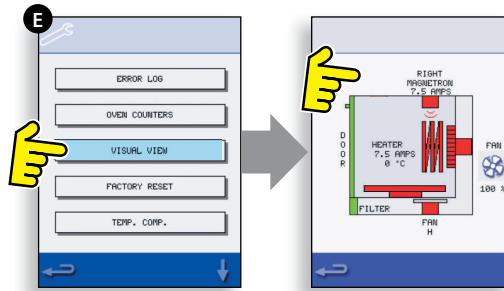 E
ERROR LOG
OVEN COUNTERS
VISUAL VIEW
FACTORY RESET
TEMP. COMP.
RIGHT
MAGNETRON
7.5 AMPS
DOOR
HEATER
7.5 AMPS
0 °C
FAN
100 %
FILTER
FAN
H